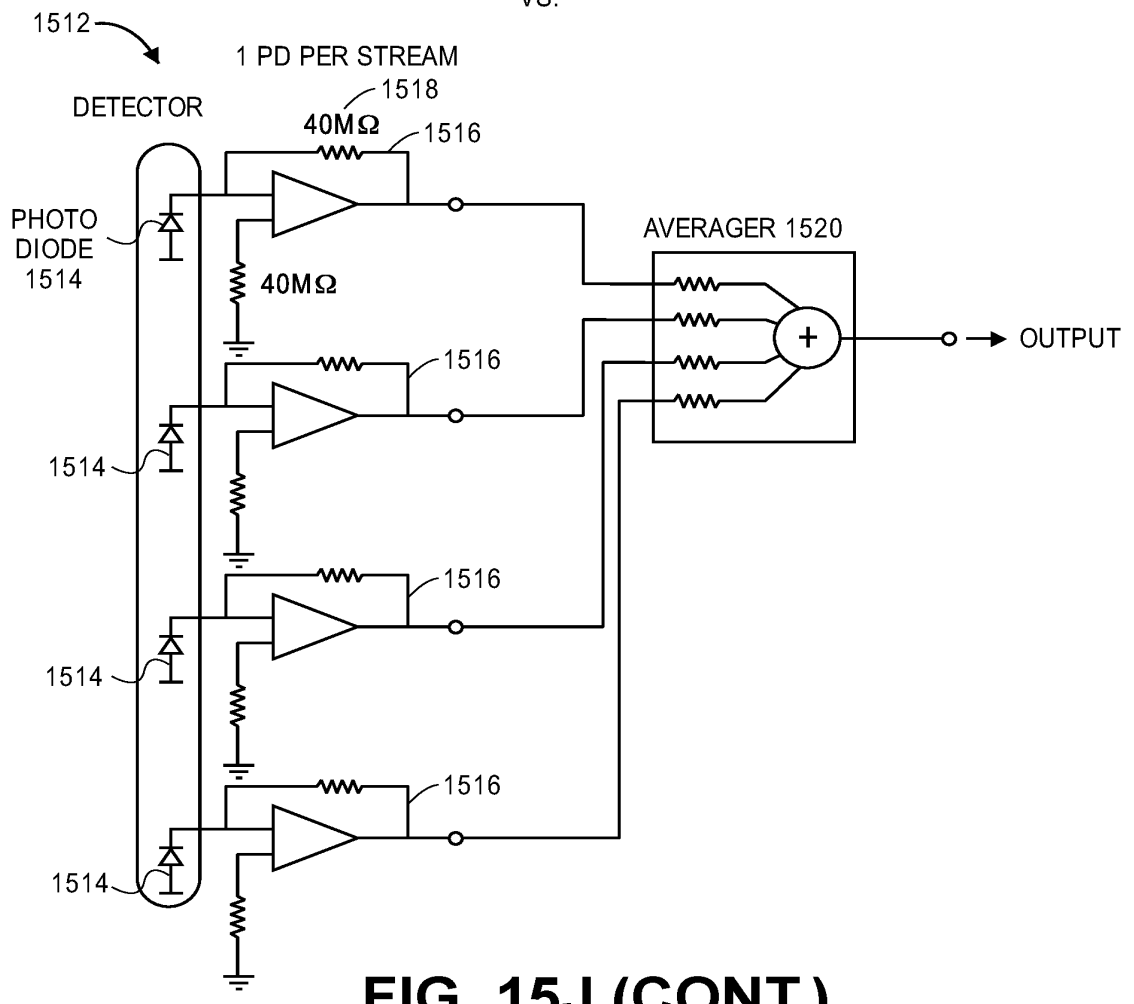 VS.
1512
1 PD PER STREAM
1518
DETECTOR
40MΩ
1516
PHOTO
DIODE
1514
40MΩ
AVERAGER 1520
+
OUTPUT
1516
1514
1516
1514
1516
1514
FIG. 15J (CONT.)